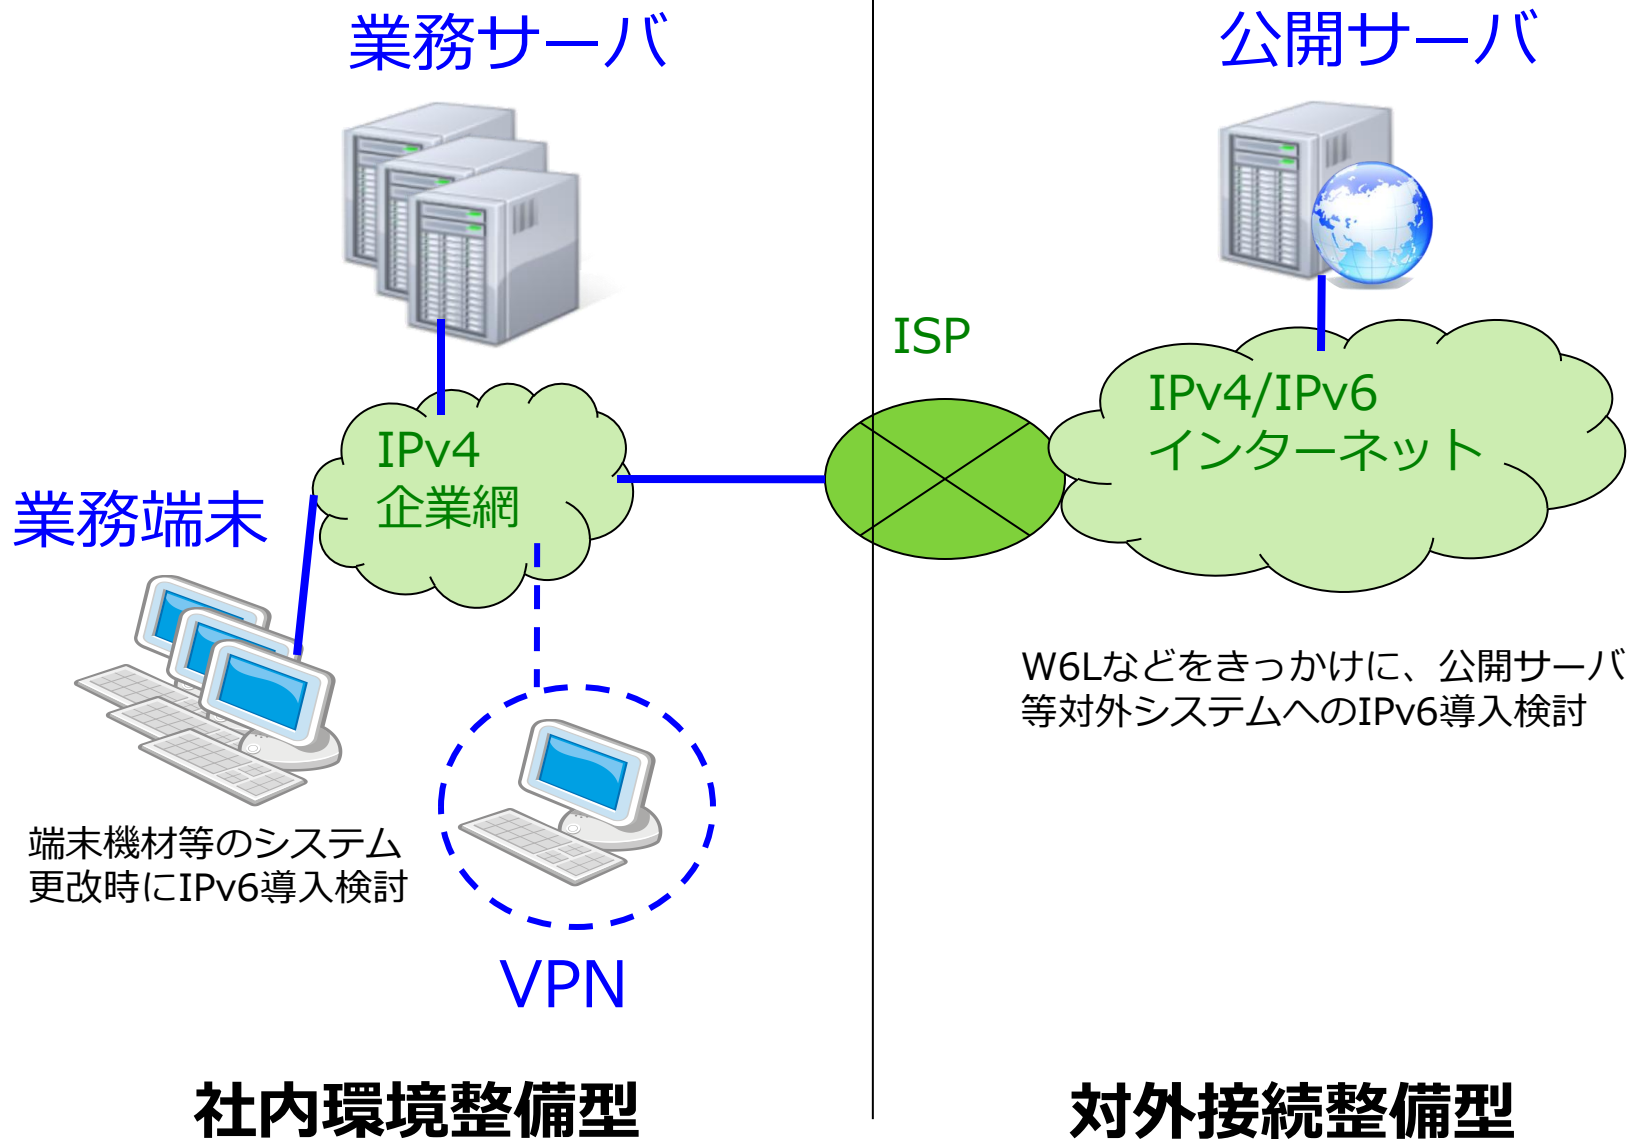 業務サーバ
公開サーバ
ISP
IPv4/IPv6
インターネット
IPv4
企業網
業務端末
W6Lなどをきっかけに、公開サーバ
等対外システムへのIPv6導入検討
端末機材等のシステム
更改時にIPv6導入検討
VPN
社内環境整備型
対外接続整備型